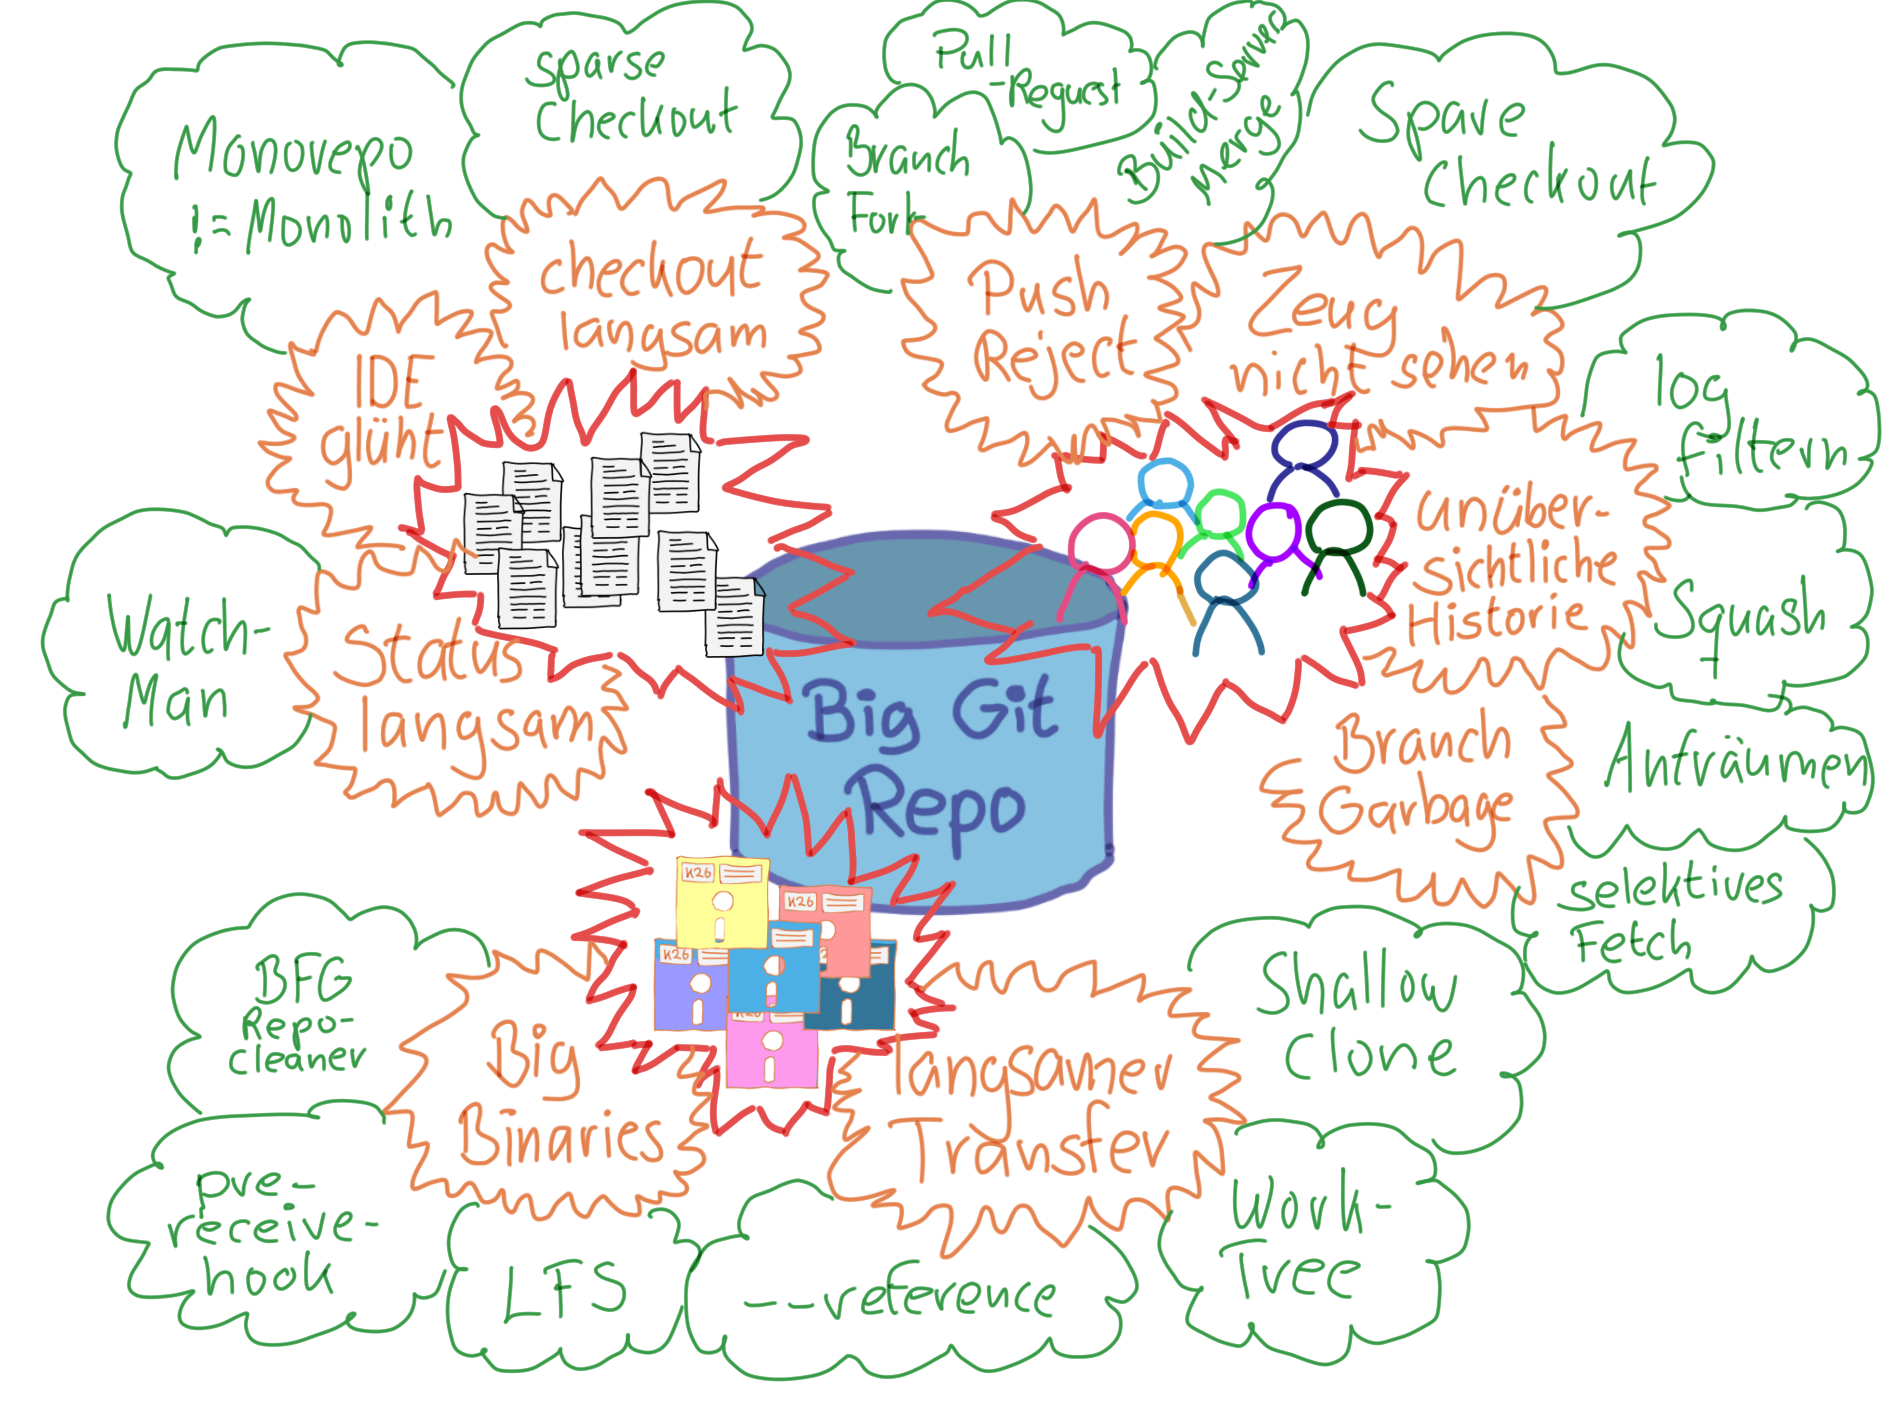 Monorepo
!= Monolith
sparse
Checkout
Pull
-Request
Branch
Fork
Build-Server
Merge
Spare
Checkout
checkout
langsam
IDE
glüht
Push
Reject
Zeug
nicht sehen
log
filtern
unüber-
sichtliche
Historie
Squash
Watch-
Man
Status
langsam
Big Git
Repo
Branch
Garbage
Aufräumen
selektives
Fetch
K26
K26
K26
BFG
Repo-
cleaner
Big
Binaries
langsamer
Transfer
Shallow
Clone
pre-
receive-
hook
LFS
--reference
Work-
Tree